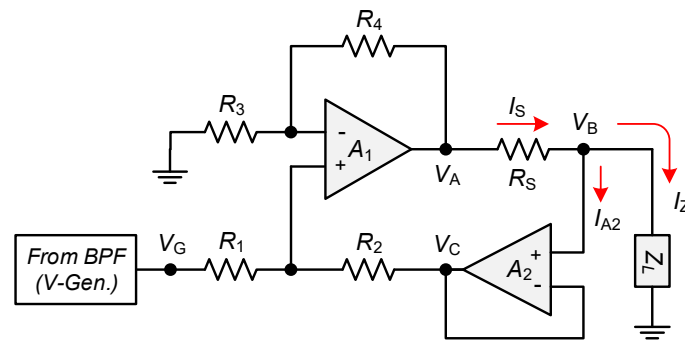 R4
R3
IS
VB
-
A1
+
VA
RS
IA2
IZ
From BPF
(V-Gen.)
VG
R1
R2
VC
A2
+
-
ZL